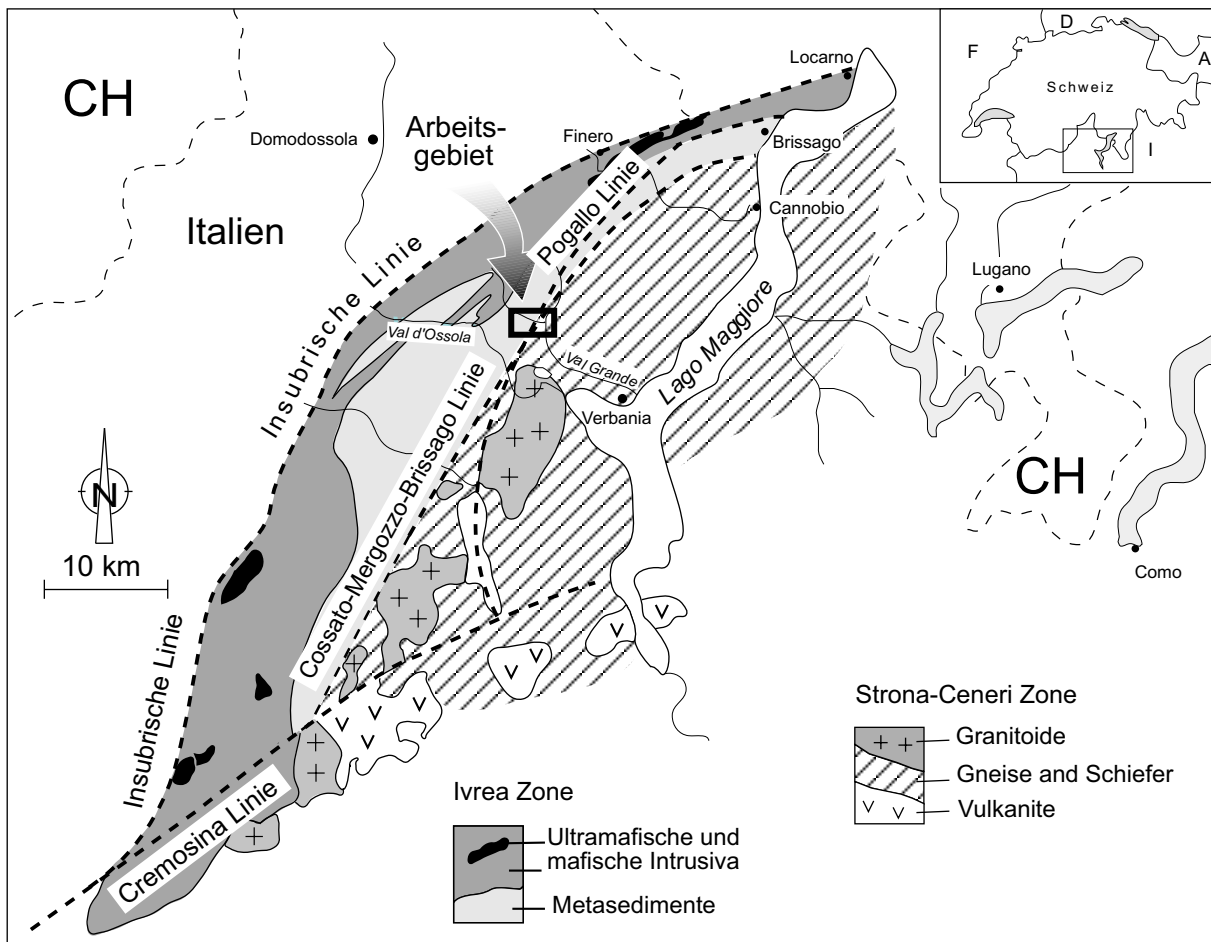 CH
Domodossola
Arbeits-
gebiet
Italien
Finero
Locarno
Brissago
Cannobio
Pogallo Linie
Insubrische Linie
Val d'Ossola
Val Grande
Verbania
Lago Maggiore
Cossato-Mergozzo-Brissago Linie
N
10 km
Insubrische Linie
Cremosina Linie
D
F
A
Schweiz
I
Lugano
CH
Como
Ivrea Zone
Ultramafische und
mafische Intrusiva
Metasedimente
Strona-Ceneri Zone
Granitoide
Gneise and Schiefer
Vulkanite